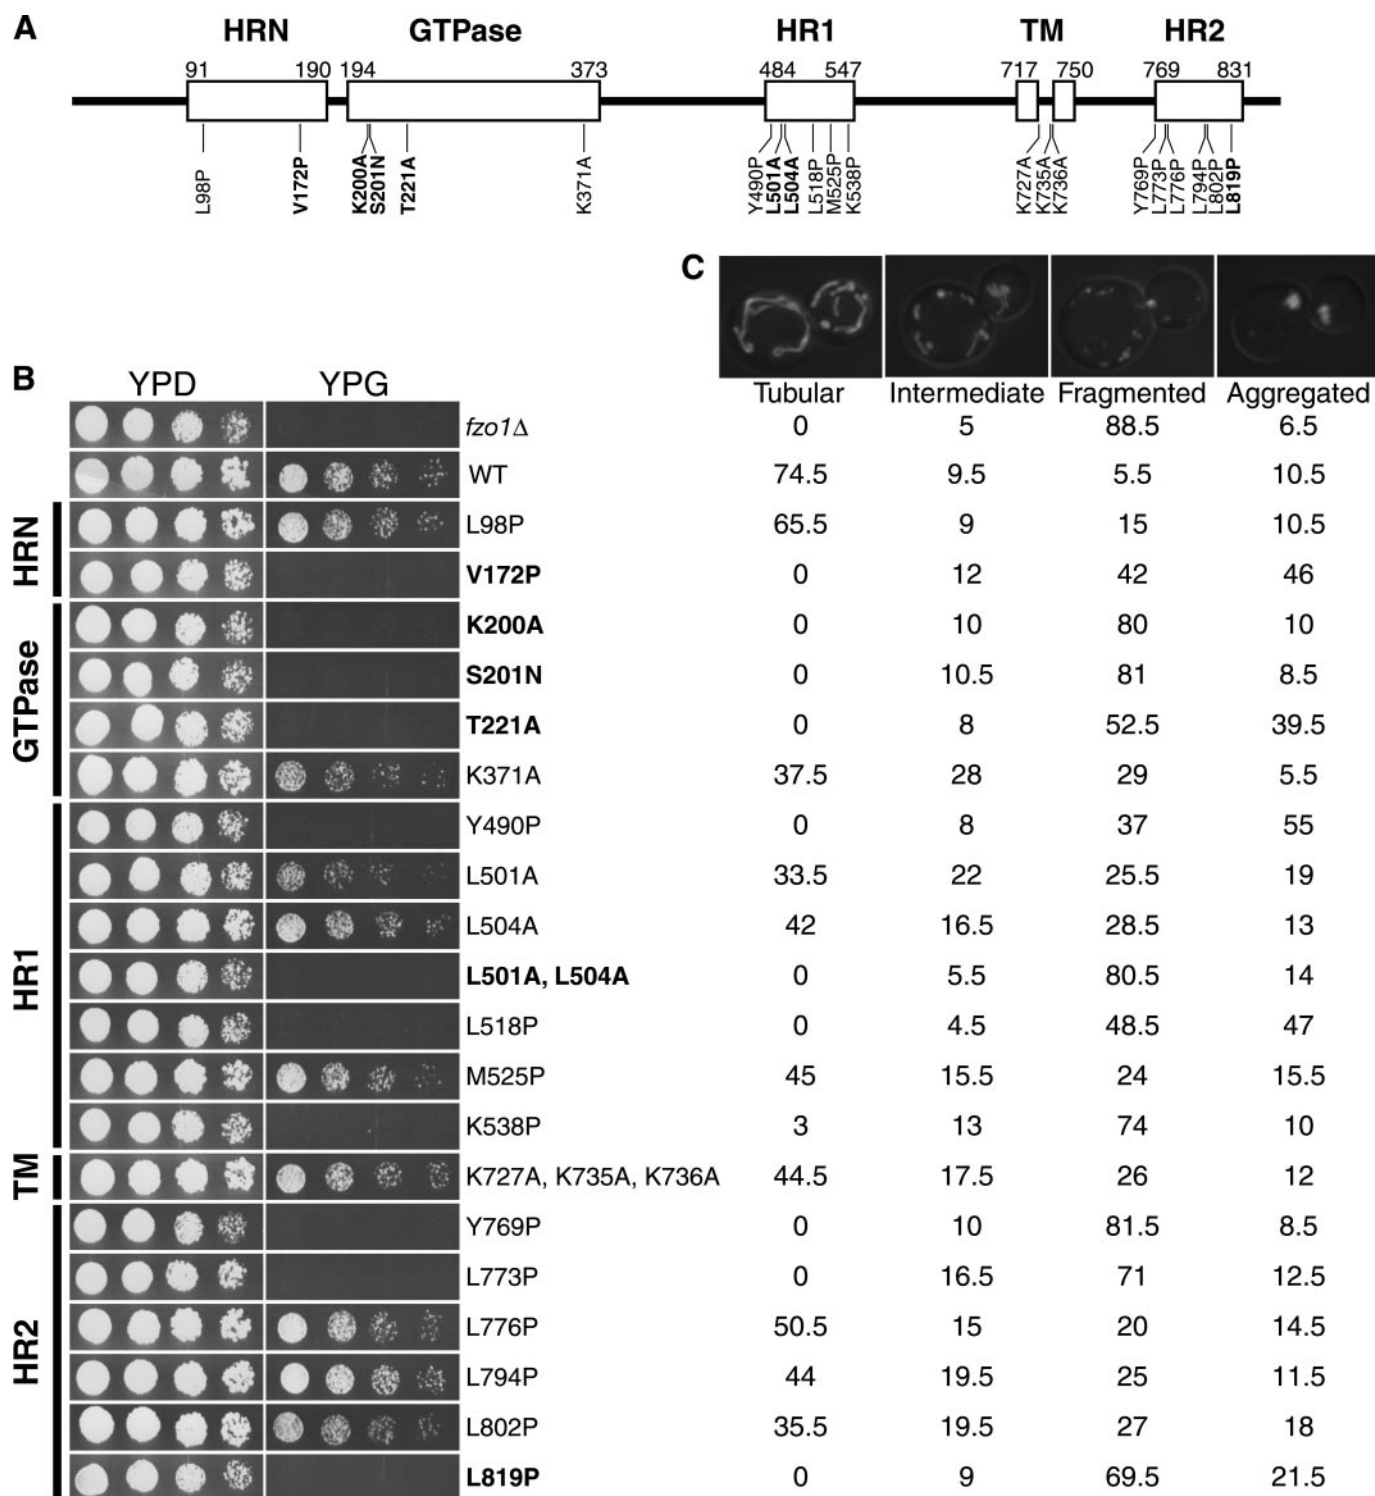 A
HRN GTPase HR1 TM HR2
91 190 194 373 484 547 717 750 769 831
L98P V172P K200A S201N T221A K371A Y490P L501A L504A L518P M525P K538P K727A K735A K736A Y769P L773P L776P L794P L802P L819P
C
Tubular Intermediate Fragmented Aggregated
B YPD YPG
fzo1Δ 0 5 88.5 6.5
WT 74.5 9.5 5.5 10.5
HRN
L98P 65.5 9 15 10.5
V172P 0 12 42 46
GTPase
K200A 0 10 80 10
S201N 0 10.5 81 8.5
T221A 0 8 52.5 39.5
K371A 37.5 28 29 5.5
HR1
Y490P 0 8 37 55
L501A 33.5 22 25.5 19
L504A 42 16.5 28.5 13
L501A, L504A 0 5.5 80.5 14
L518P 0 4.5 48.5 47
M525P 45 15.5 24 15.5
K538P 3 13 74 10
TM
K727A, K735A, K736A 44.5 17.5 26 12
HR2
Y769P 0 10 81.5 8.5
L773P 0 16.5 71 12.5
L776P 50.5 15 20 14.5
L794P 44 19.5 25 11.5
L802P 35.5 19.5 27 18
L819P 0 9 69.5 21.5